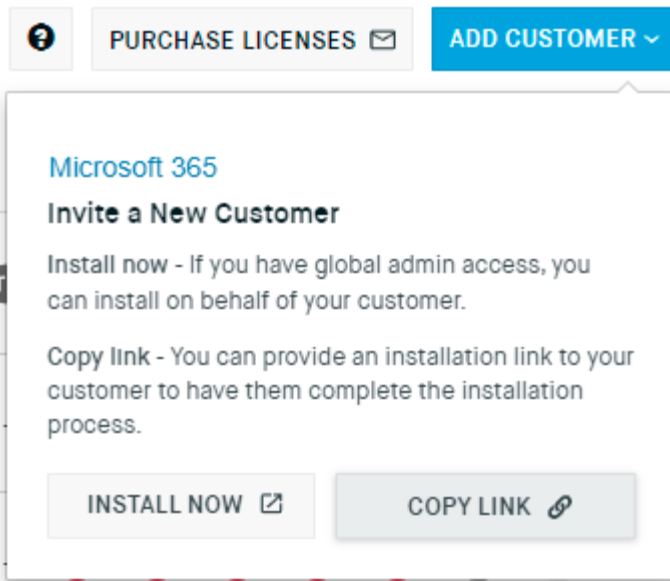 PURCHASE LICENSES
ADD CUSTOMER
Microsoft 365
Invite a New Customer
Install now - If you have global admin access, you
can install on behalf of your customer.
Copy link - You can provide an installation link to your
customer to have them complete the installation
process.
INSTALL NOW
COPY LINK